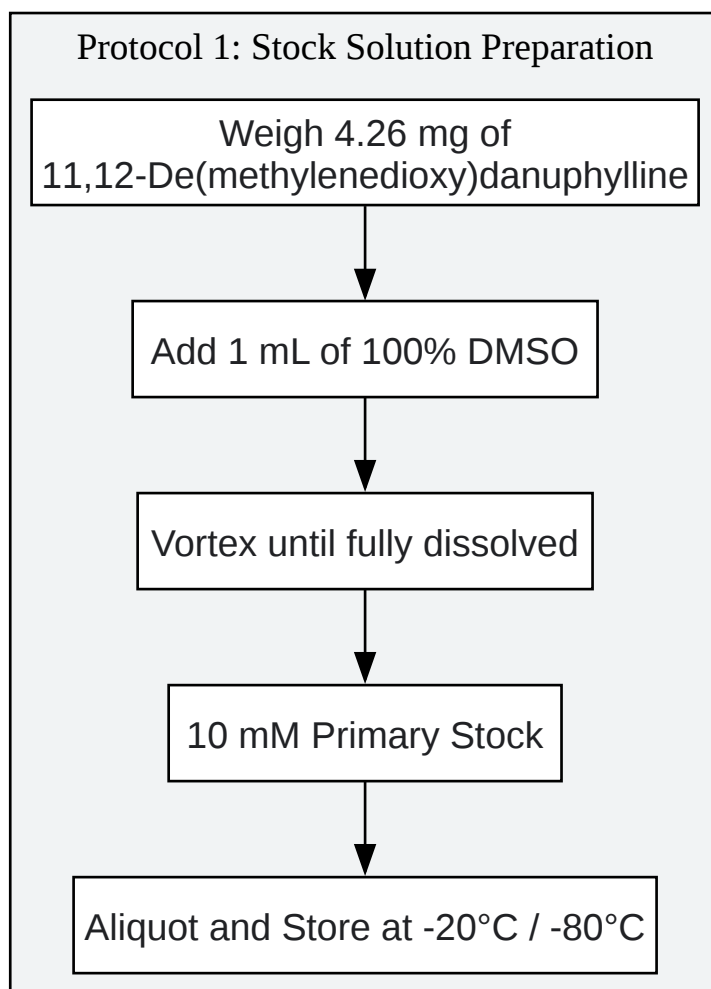 Protocol 1: Stock Solution Preparation
Weigh 4.26 mg of
11,12-De(methylenedioxy)danuphylline
Add 1 mL of 100% DMSO
Vortex until fully dissolved
10 mM Primary Stock
Aliquot and Store at -20°C / -80°C